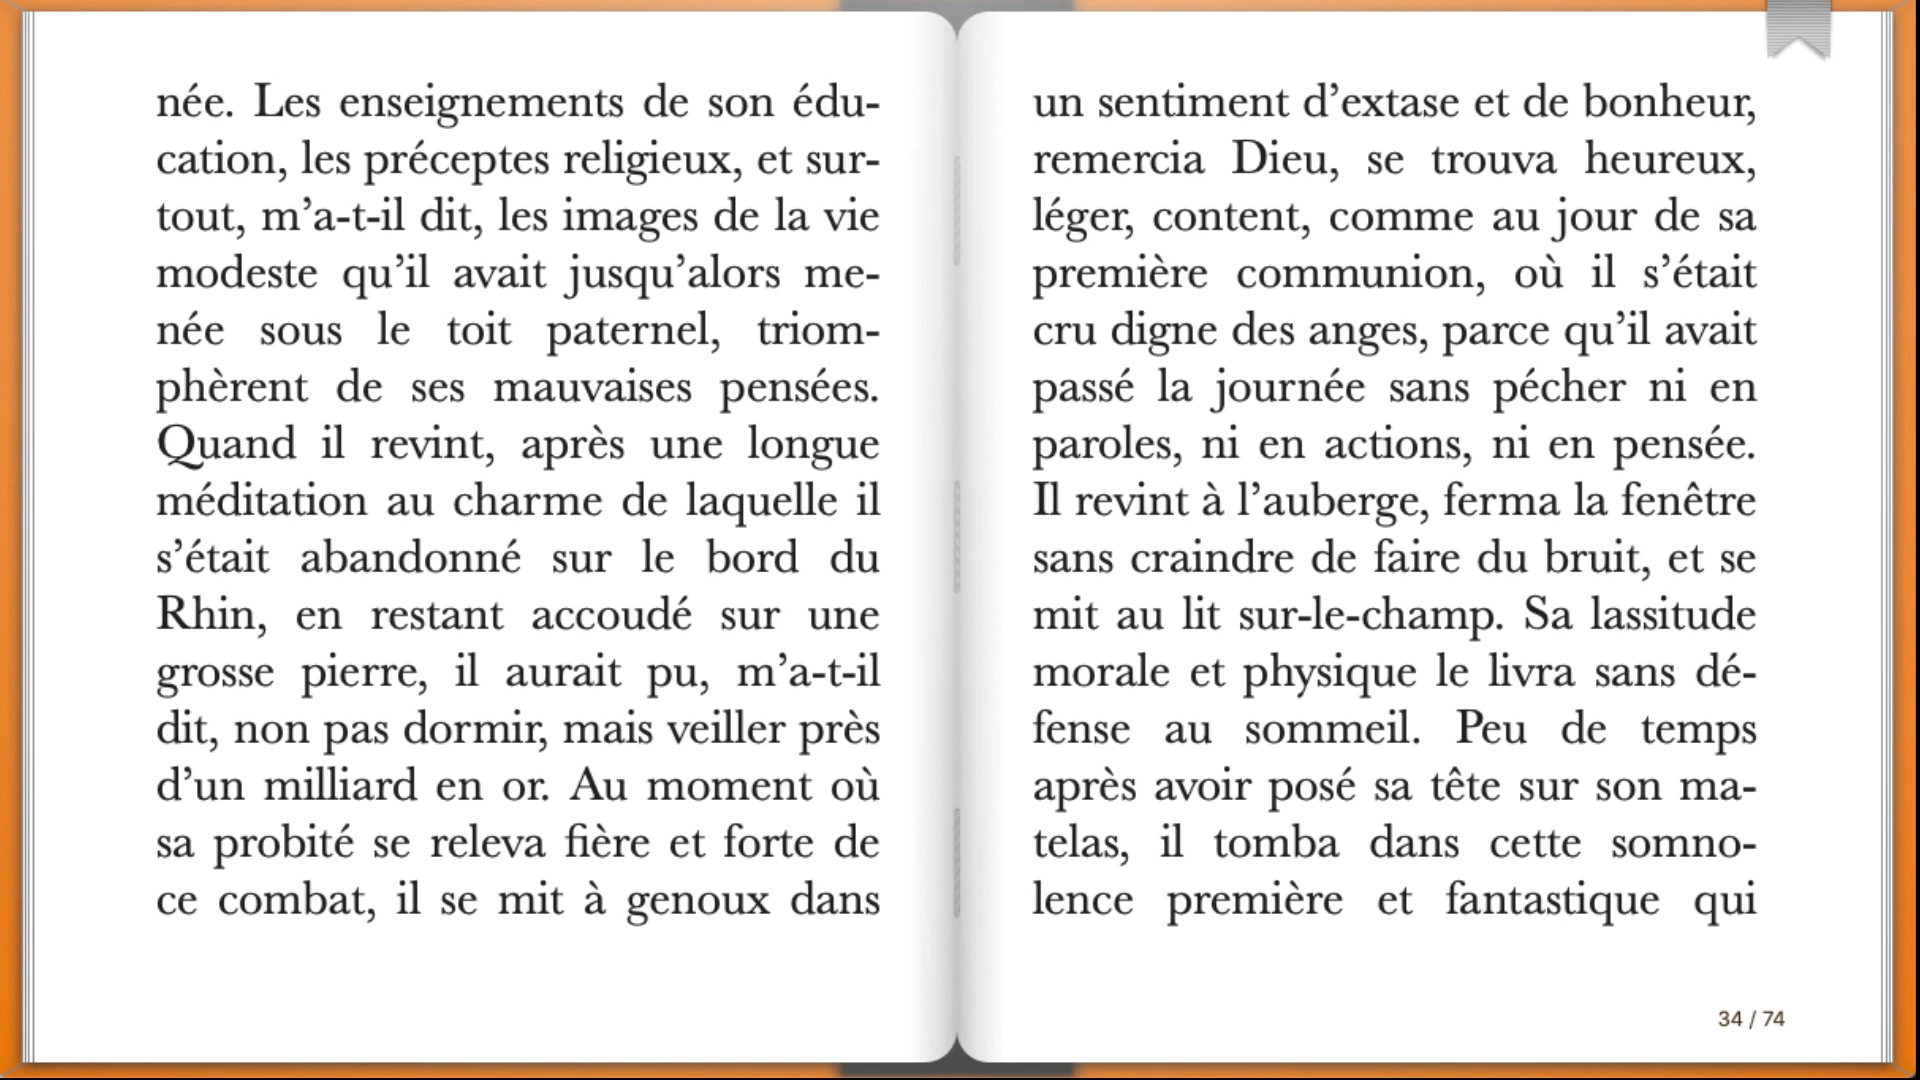 née. Les enseignements de son édu-
cation, les préceptes religieux, et sur-
tout, m’a-t-il dit, les images de la vie
modeste qu’il avait jusqu’alors me-
née sous le toit paternel, triom-
phèrent de ses mauvaises pensées.
Quand il revint, après une longue
méditation au charme de laquelle il
s’était abandonné sur le bord du
Rhin, en restant accoudé sur une
grosse pierre, il aurait pu, m’a-t-il
dit, non pas dormir, mais veiller près
d’un milliard en or. Au moment où
sa probité se releva fière et forte de
ce combat, il se mit à genoux dans
un sentiment d’extase et de bonheur,
remercia Dieu, se trouva heureux,
léger, content, comme au jour de sa
première communion, où il s’était
cru digne des anges, parce qu’il avait
passé la journée sans pécher ni en
paroles, ni en actions, ni en pensée.
Il revint à l’auberge, ferma la fenêtre
sans craindre de faire du bruit, et se
mit au lit sur-le-champ. Sa lassitude
morale et physique le livra sans dé-
fense au sommeil. Peu de temps
après avoir posé sa tête sur son ma-
telas, il tomba dans cette somno-
lence première et fantastique qui
34 / 74